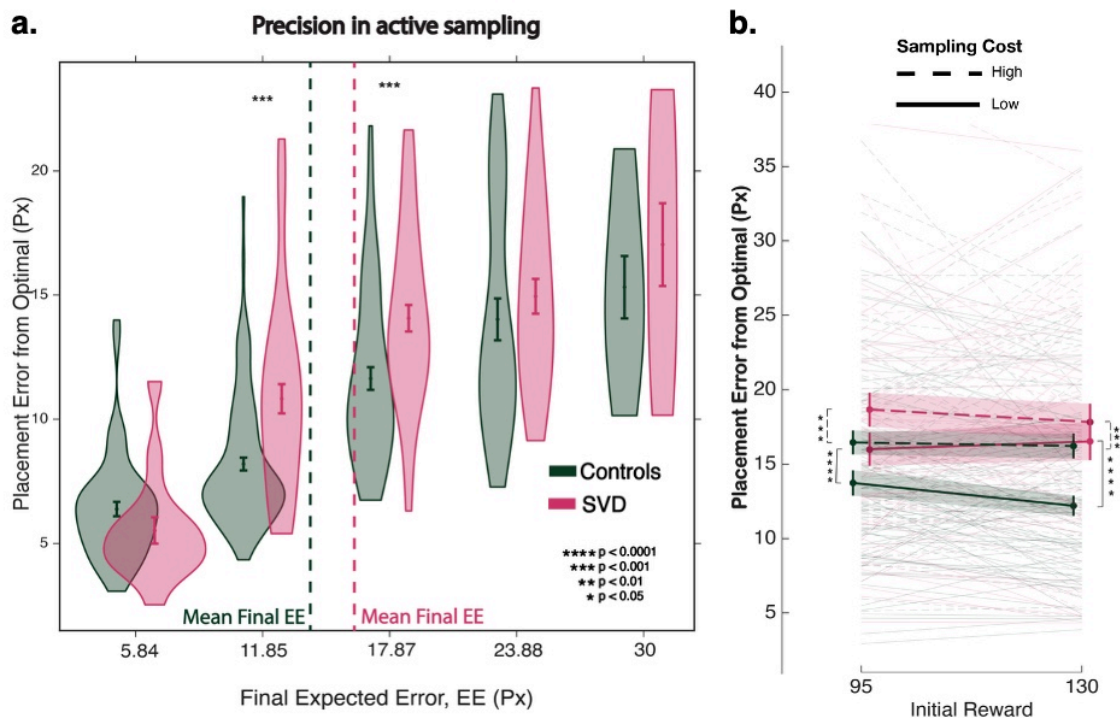 a.
Precision in active sampling
***
***
20
15
10
5
Placement Error from Optimal (Px)
Controls
SVD
**** p < 0.0001
*** p < 0.001
** p < 0.01
* p < 0.05
Mean Final EE
Mean Final EE
5.84
11.85
17.87
23.88
30
Final Expected Error, EE (Px)
b.
Sampling Cost
High
Low
40
35
30
25
20
15
10
5
Placement Error from Optimal (Px)
***
****
***
****
95
130
Initial Reward